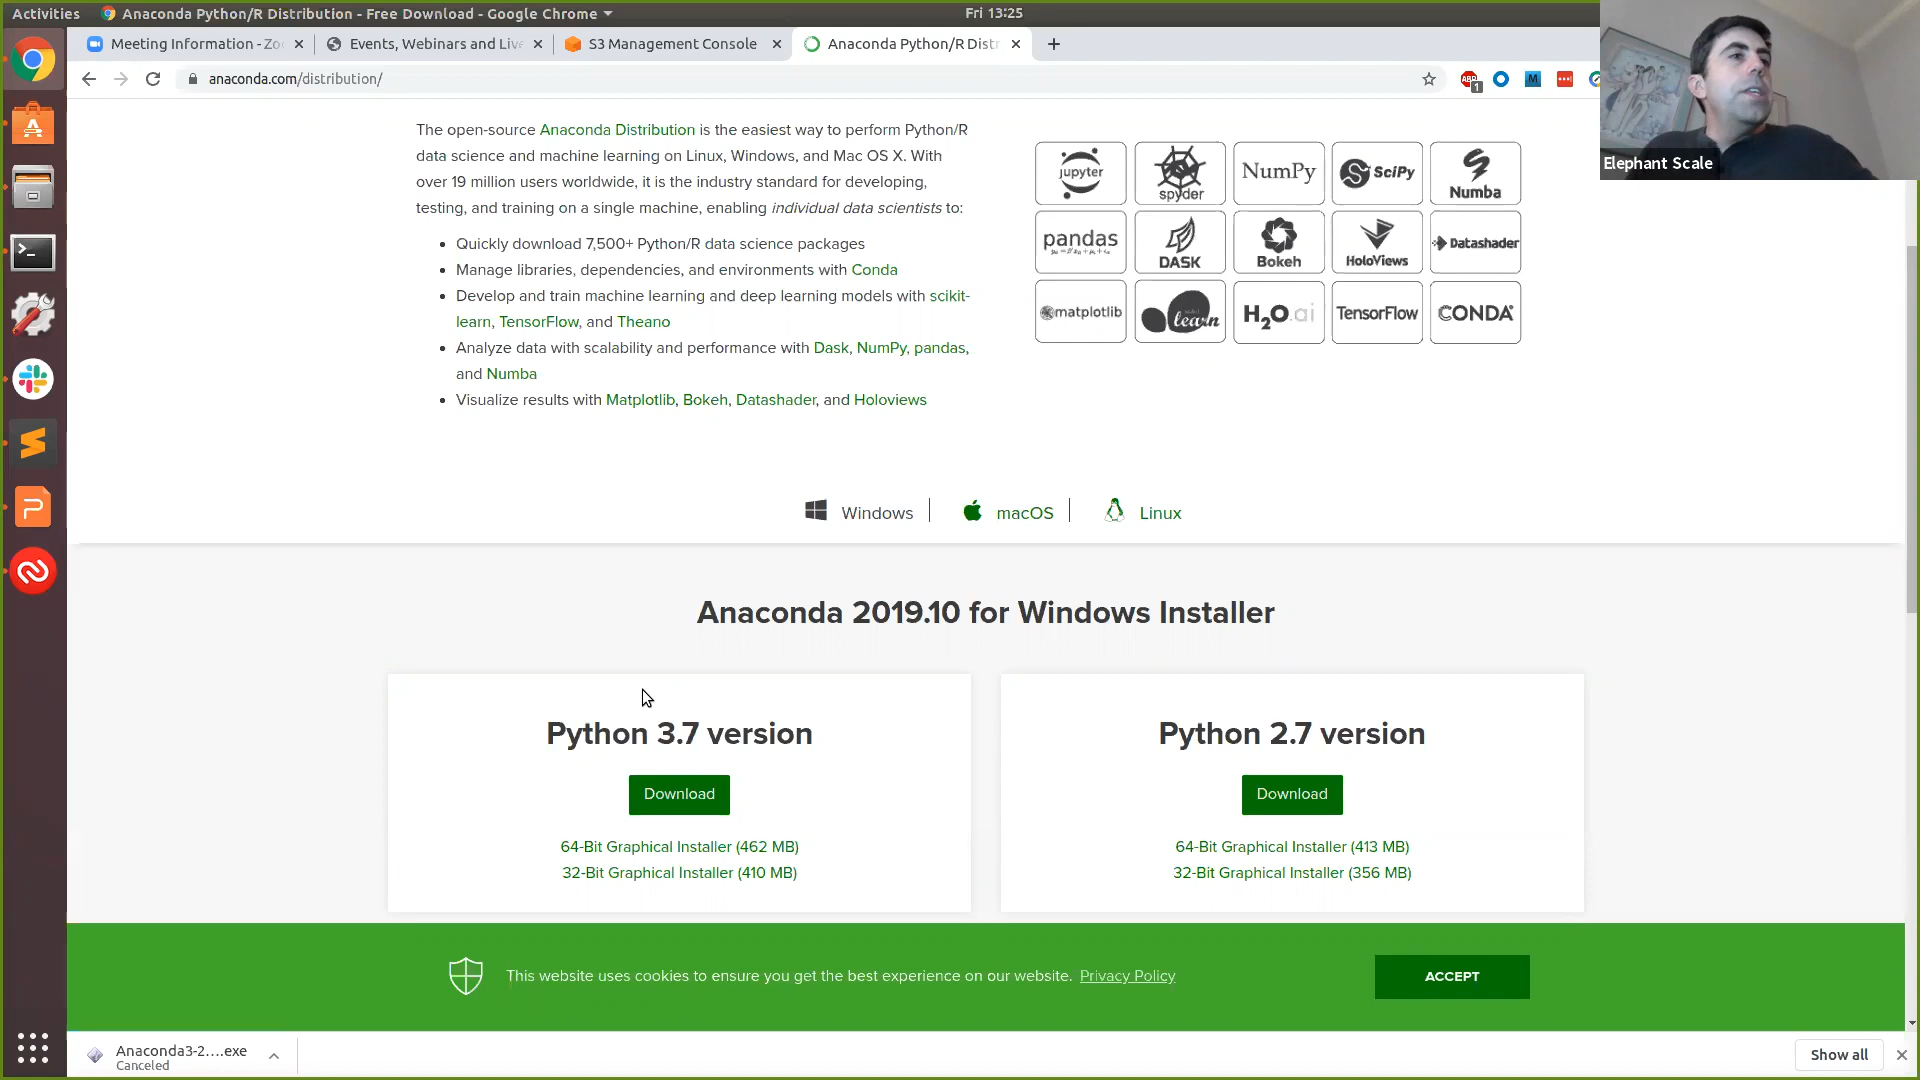 Activities
Anaconda Python/R Distribution - Free Download - Google Chrome
Fri 13:25
Meeting Information - Zo
Events, Webinars and Liv
S3 Management Console
Anaconda Python/R Distr
anaconda.com/distribution/
ABP
1
M
Elephant Scale
The open-source Anaconda Distribution is the easiest way to perform Python/R
data science and machine learning on Linux, Windows, and Mac OS X. With
over 19 million users worldwide, it is the industry standard for developing,
testing, and training on a single machine, enabling individual data scientists to:
• Quickly download 7,500+ Python/R data science packages
• Manage libraries, dependencies, and environments with Conda
• Develop and train machine learning and deep learning models with scikit-
learn, TensorFlow, and Theano
• Analyze data with scalability and performance with Dask, NumPy, pandas,
and Numba
• Visualize results with Matplotlib, Bokeh, Datashader, and Holoviews
jupyter
spyder
NumPy
SciPy
Numba
pandas
DASK
Bokeh
HoloViews
Datashader
matplotlib
learn
H2O.ai
TensorFlow
CONDA
Windows
macOS
Linux
Anaconda 2019.10 for Windows Installer
Python 3.7 version
Download
64-Bit Graphical Installer (462 MB)
32-Bit Graphical Installer (410 MB)
Python 2.7 version
Download
64-Bit Graphical Installer (413 MB)
32-Bit Graphical Installer (356 MB)
This website uses cookies to ensure you get the best experience on our website. Privacy Policy
ACCEPT
Anaconda3-2....exe
Canceled
Show all